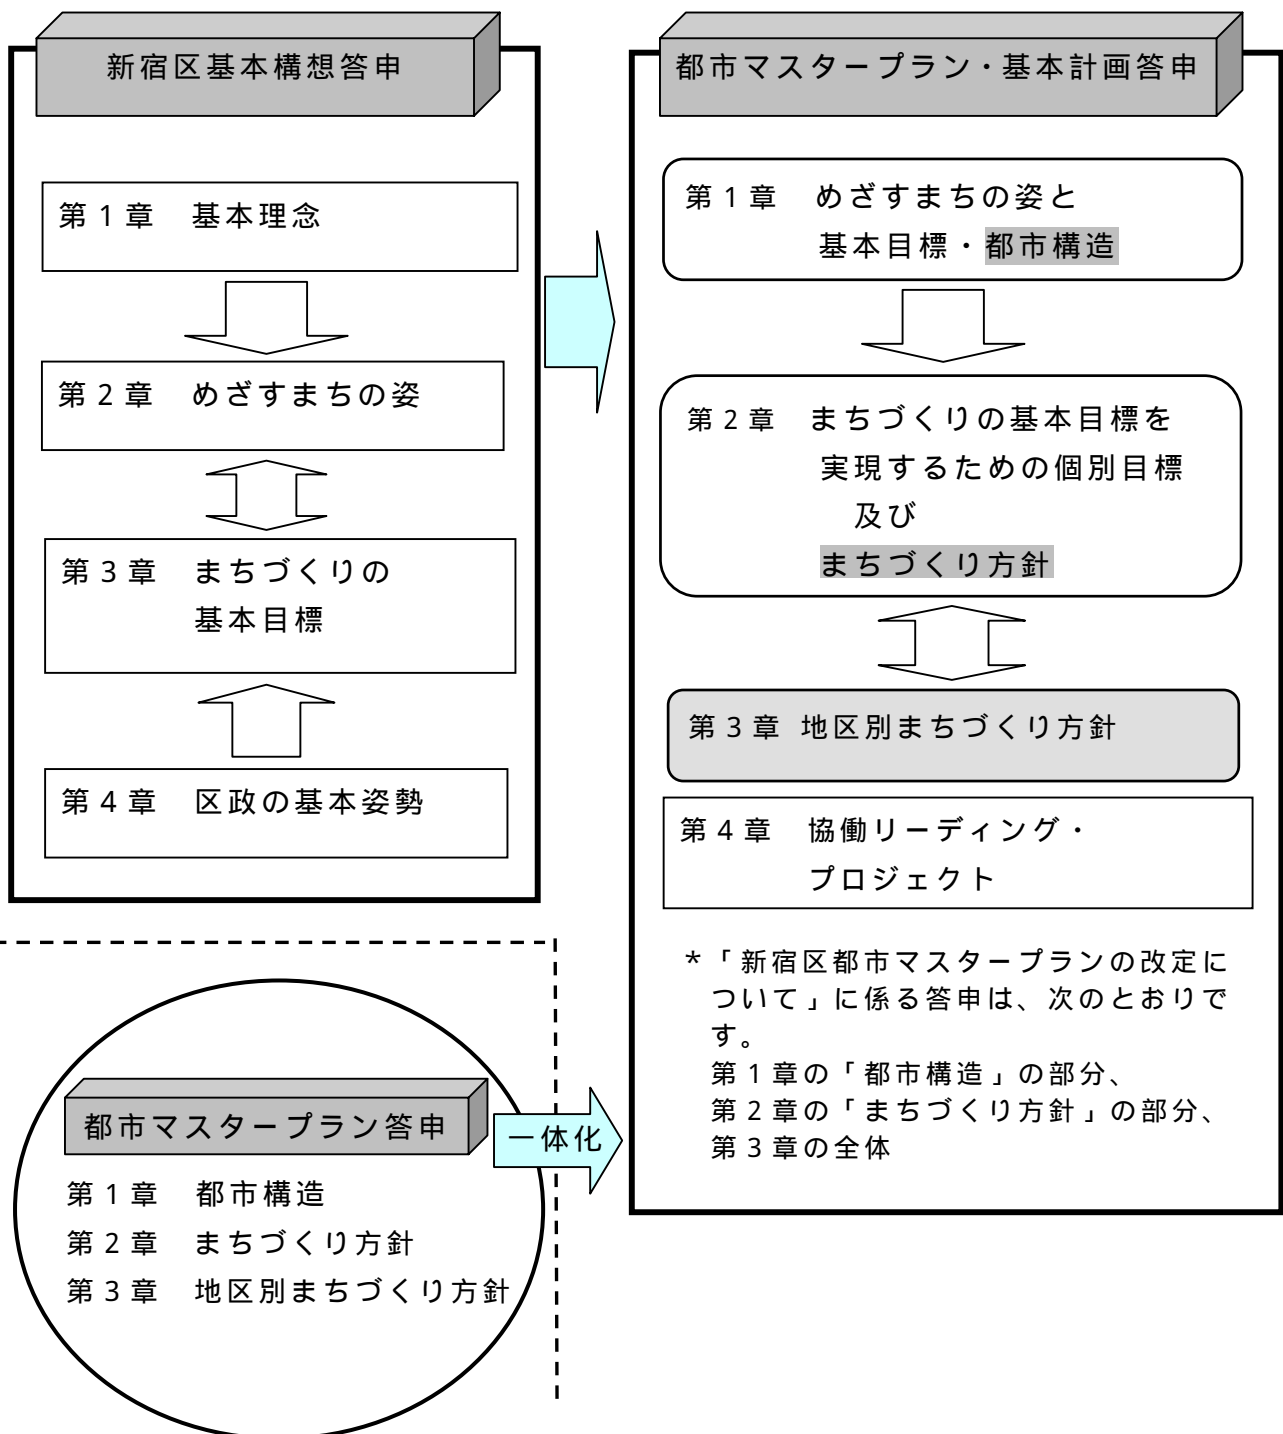 新宿区基本構想答申
第1章 基本理念
第2章 めざすまちの姿
第3章 まちづくりの
基本目標
第4章 区政の基本姿勢
都市マスタープラン・基本計画答申
第1章 めざすまちの姿と
基本目標・都市構造
第2章 まちづくりの基本目標を
実現するための個別目標
及び
まちづくり方針
第3章 地区別まちづくり方針
第4章 協働リーディング・
プロジェクト
*「新宿区都市マスタープランの改定に
ついて」に係る答申は、次のとおりで
す。
第1章の「都市構造」の部分、
第2章の「まちづくり方針」の部分、
第3章の全体
都市マスタープラン答申
一体化
第1章 都市構造
第2章 まちづくり方針
第3章 地区別まちづくり方針